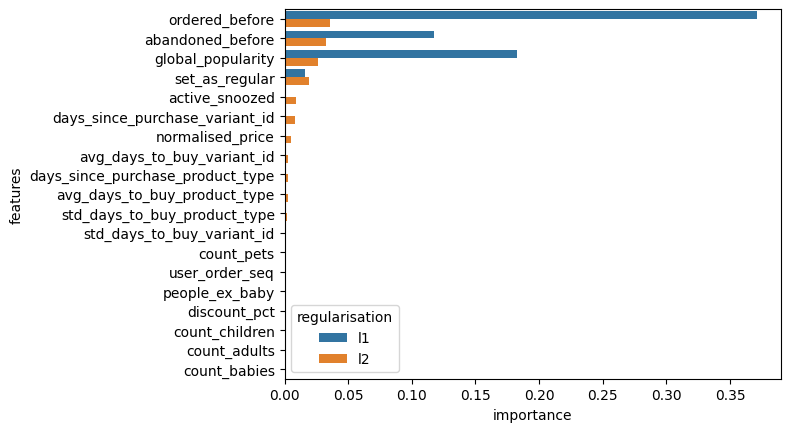 ordered_before
abandoned_before
global_popularity
set_as_regular
active_snoozed
days_since_purchase_variant_id
normalised_price
avg_days_to_buy_variant_id
days_since_purchase_product_type
avg_days_to_buy_product_type
std_days_to_buy_product_type
std_days_to_buy_variant_id
count_pets
user_order_seq
people_ex_baby
discount_pct
count_children
count_adults
count_babies
features
regularisation
l1
l2
0.00 0.05 0.10 0.15 0.20 0.25 0.30 0.35
importance